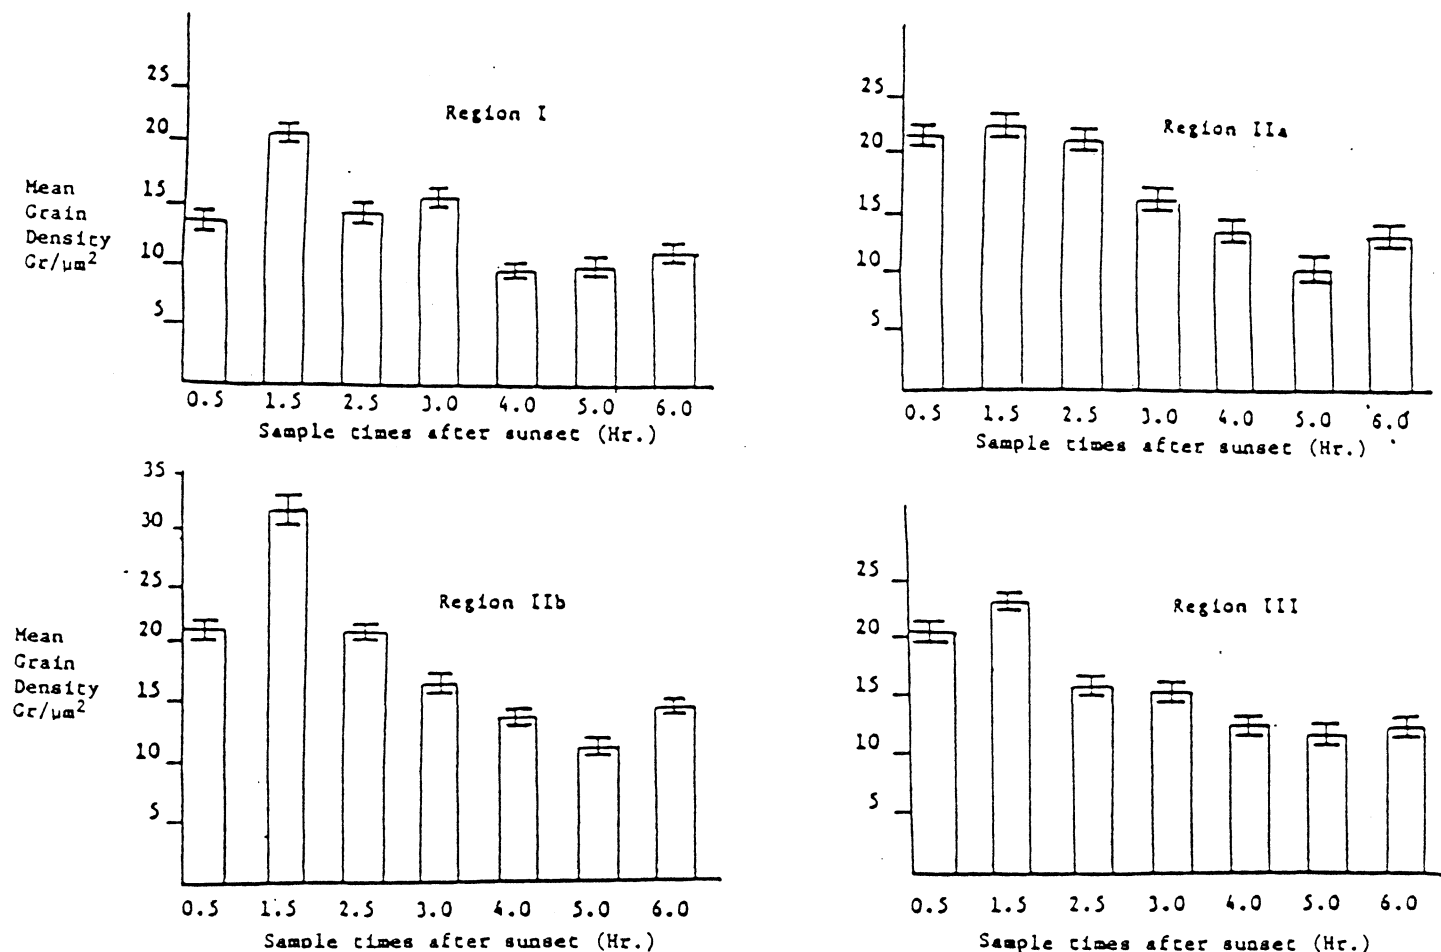 25
20
15
10
5
Region I
Mean
Grain
Density
Gr/µm²
0.5 1.5 2.5 3.0 4.0 5.0 6.0
Sample times after sunset (Hr.)
25
20
15
10
5
Region IIa
0.5 1.5 2.5 3.0 4.0 5.0 6.0
Sample times after sunset (Hr.)
35
30
25
20
15
10
5
Region IIb
Mean
Grain
Density
Gr/µm²
0.5 1.5 2.5 3.0 4.0 5.0 6.0
Sample times after sunset (Hr.)
25
20
15
10
5
Region III
0.5 1.5 2.5 3.0 4.0 5.0 6.0
Sample times after sunset (Hr.)